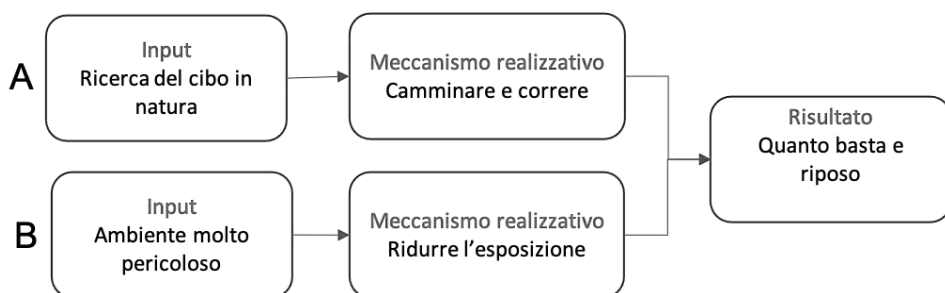 A
Input
Ricerca del cibo in
natura
Meccanismo realizzativo
Camminare e correre
Risultato
Quanto basta e
riposo
B
Input
Ambiente molto
pericoloso
Meccanismo realizzativo
Ridurre l’esposizione